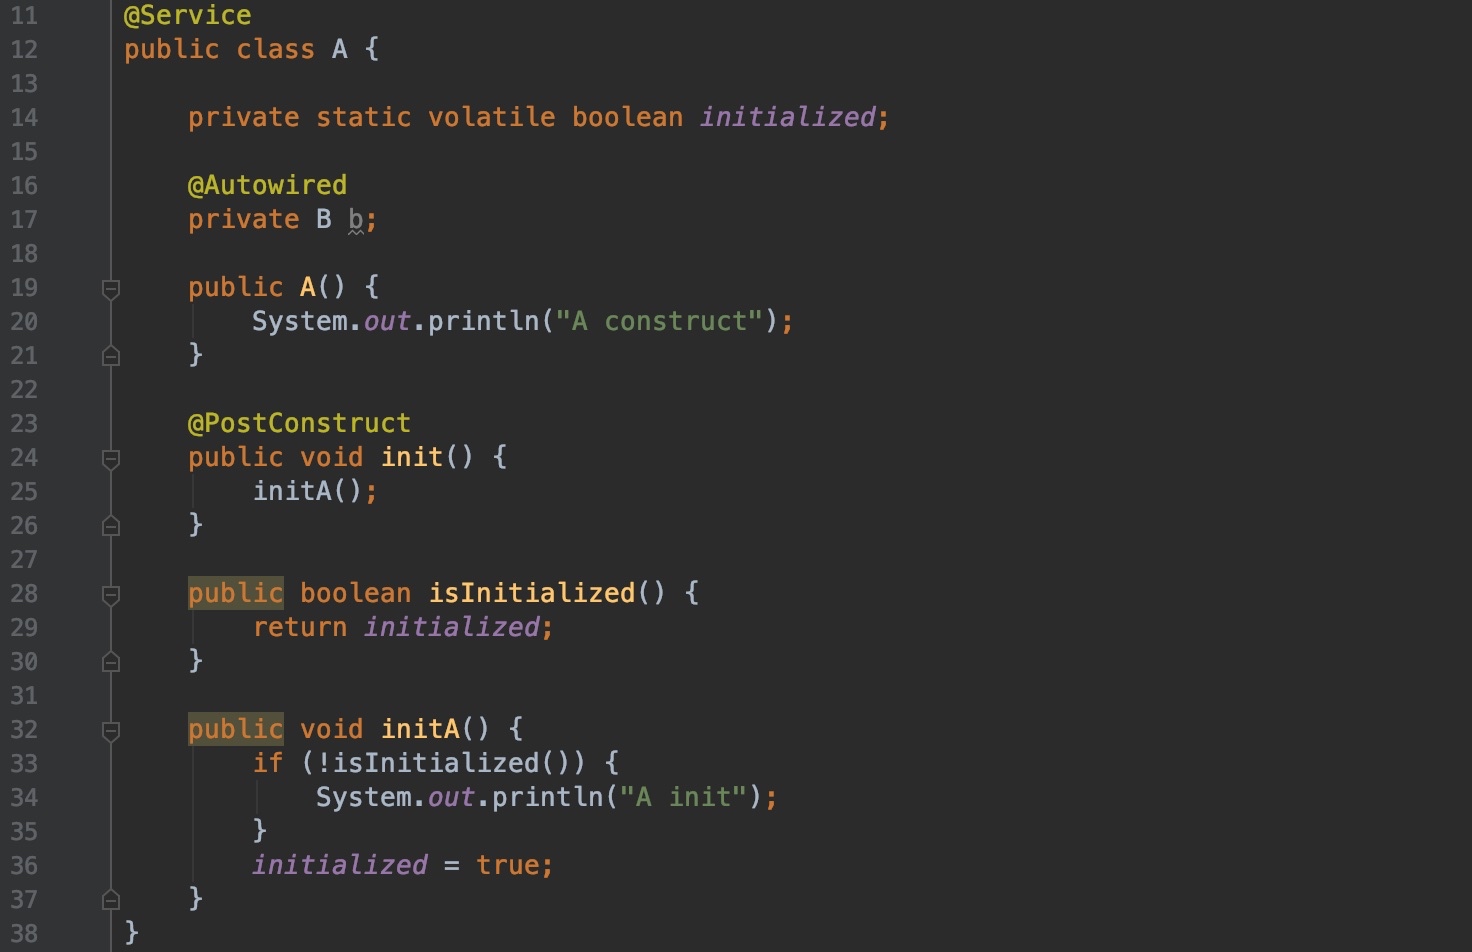 11 @Service
12 public class A {
13
14 private static volatile boolean initialized;
15
16 @Autowired
17 private B b;
18
19 public A() {
20 System.out.println("A construct");
21 }
22
23 @PostConstruct
24 public void init() {
25 initA();
26 }
27
28 public boolean isInitialized() {
29 return initialized;
30 }
31
32 public void initA() {
33 if (!isInitialized()) {
34 System.out.println("A init");
35 }
36 initialized = true;
37 }
38 }